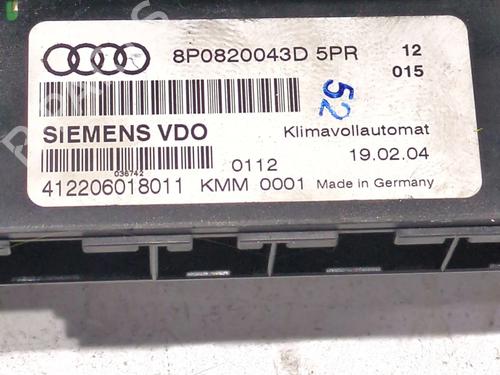 8P0820043D 5PR 12
015
52
SIEMENS VDO Klimavollautomat
036742 0112 19.02.04
412206018011 KMM 0001 Made in Germany